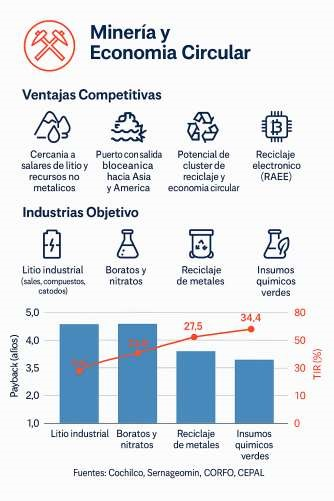 Minería y
Economia Circular
Ventajas Competitivas
Cercania a
salares de litio y
recursos no
metalicos
Puerto con salida
bloceanica
hacia Asia
y America
Potencial de
cluster de
reciclaje y
economia circular
Reciclaje
electronico
(RAEE)
Industrias Objetivo
Litio industrial
(sales, compuestos,
catodos)
Boratos y
nitratos
Reciclaje
de metales
Insumos
quimicos
verdes
Payback (años)
5,0
4,0
3,5
2,0
1,0
27,5
34,4
80
50
30
10
0
TIR (%)
Litio industrial
Boratos y
nitratos
Reciclaje
de metales
Insumos
quimicos
verdes
Fuentes: Cochilco, Sernageomin, CORFO, CEPAL